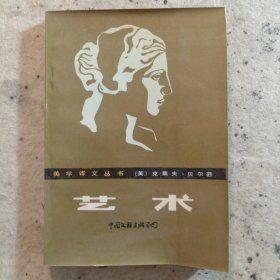 美学译文丛书 〔英〕克莱夫·贝尔著
艺术
中国文联出版公司